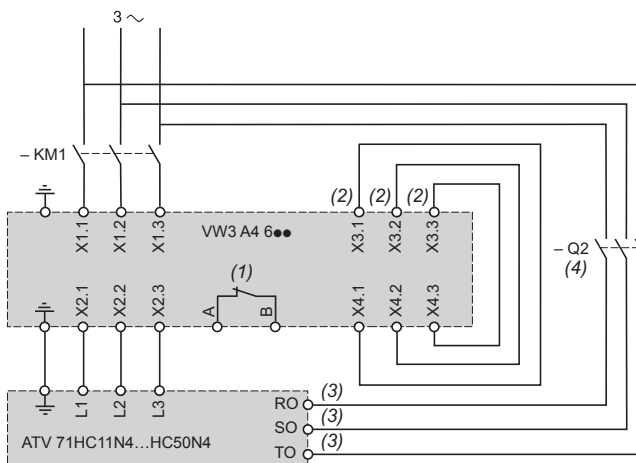 3 ~
– KM1
(2) (2) (2)
X1.1 X1.2 X1.3 VW3 A4 6●● X3.1 X3.2 X3.3
– Q2
(4)
(1)
X2.1 X2.2 X2.3 A B X4.1 X4.2 X4.3
L1 L2 L3 RO (3)
SO (3)
ATV 71HC11N4...HC50N4 TO (3)